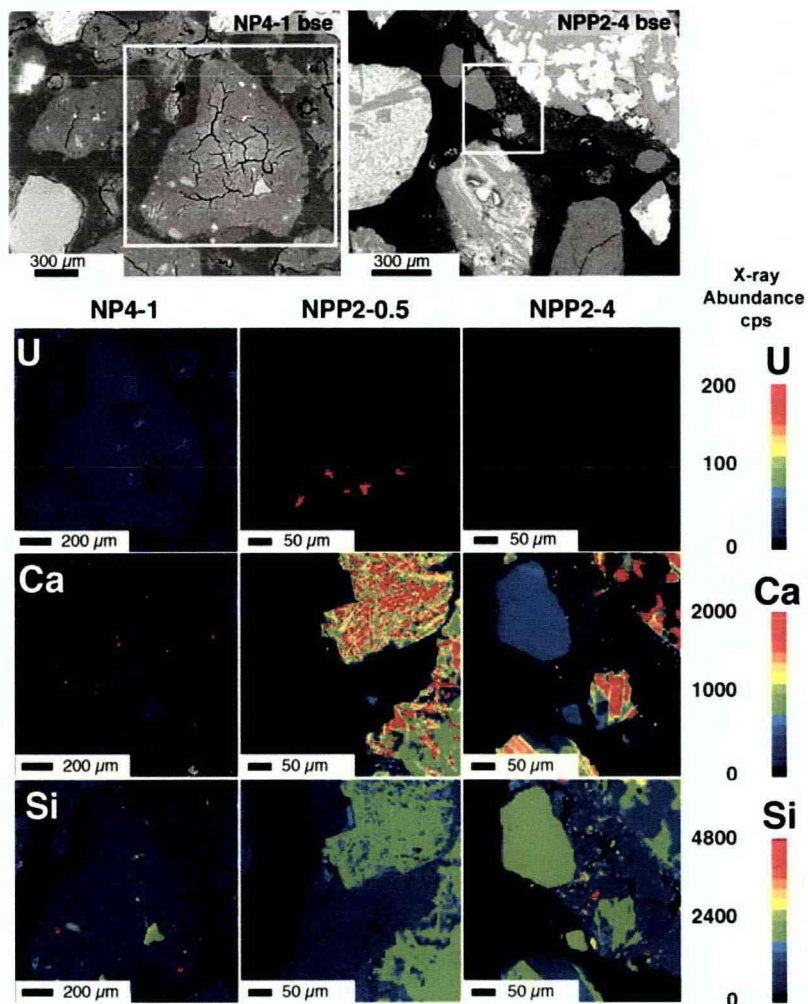 NP4-1 bse
NPP2-4 bse
300 µm
300 µm
X-ray
Abundance
cps
NP4-1
NPP2-0.5
NPP2-4
U
U
200
100
0
200 µm
50 µm
50 µm
Ca
Ca
2000
1000
0
200 µm
50 µm
50 µm
Si
Si
4800
2400
0
200 µm
50 µm
50 µm